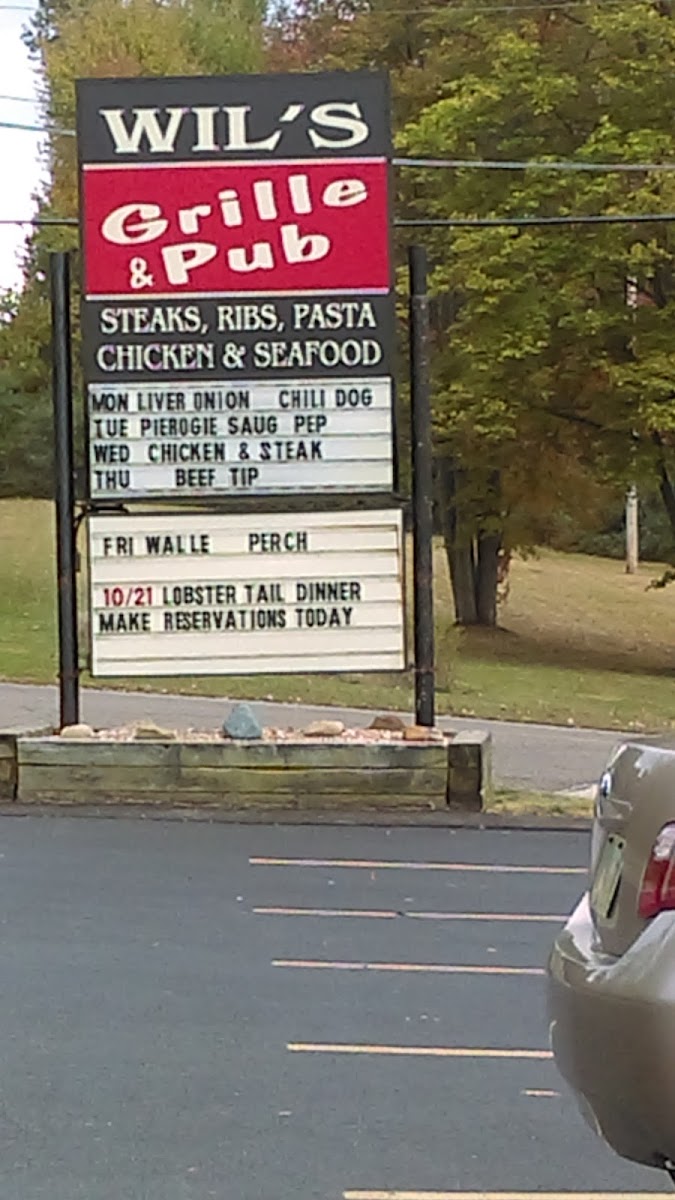 WIL'S
Grille
& Pub
STEAKS, RIBS, PASTA
CHICKEN & SEAFOOD
MON LIVER ONION CHILI DOG
TUE PIEROGIE SAUG PEP
WED CHICKEN & STEAK
THU BEEF TIP
FRI WALLE PERCH
10/21 LOBSTER TAIL DINNER
MAKE RESERVATIONS TODAY